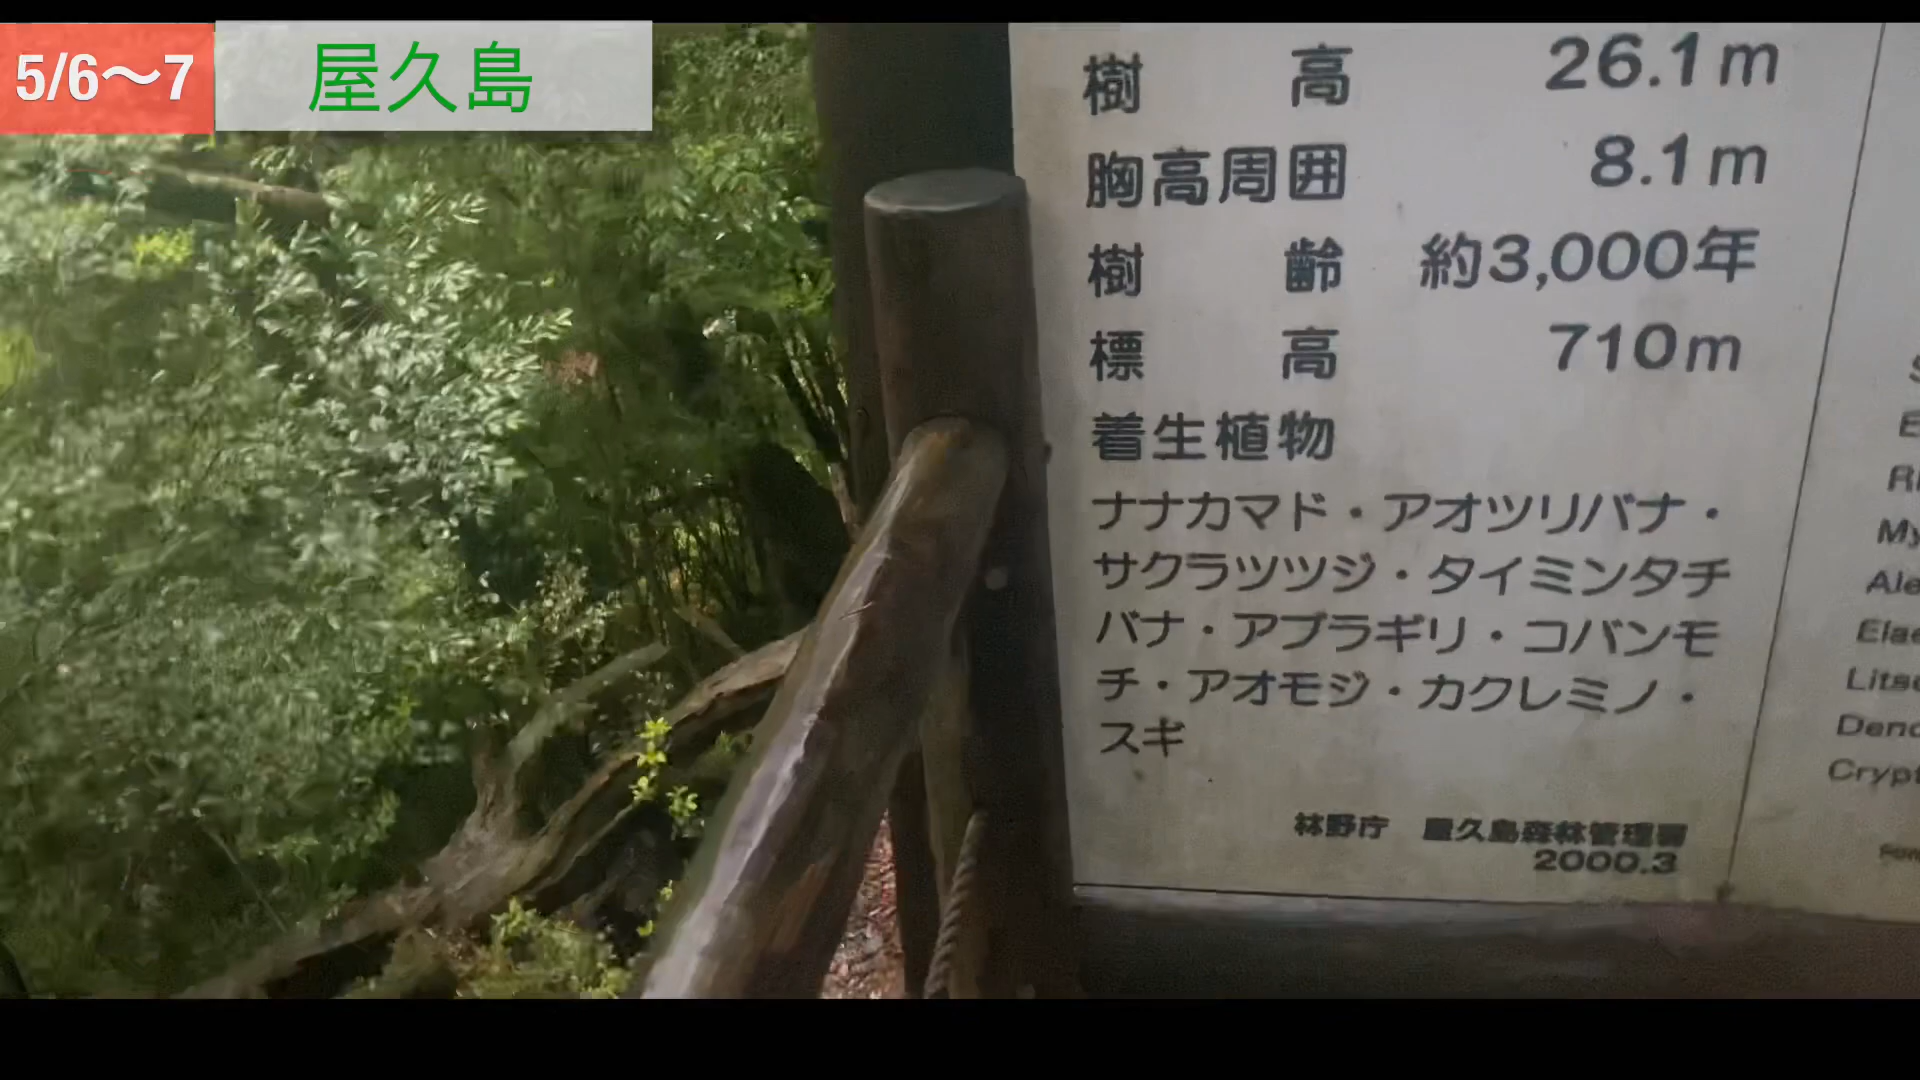 5/6〜7 屋久島
樹 高 26.1m
胸高周囲 8.1m
樹 齢 約3,000年
標 高 710m
着生植物
ナナカマド・アオツリバナ・
サクラツツジ・タイミンタチ
バナ・アブラギリ・コバンモ
チ・アオモジ・カクレミノ・
スギ
林野庁 屋久島森林管理署
2000.3
E
My
Ale
Elae
Lits
Crypt